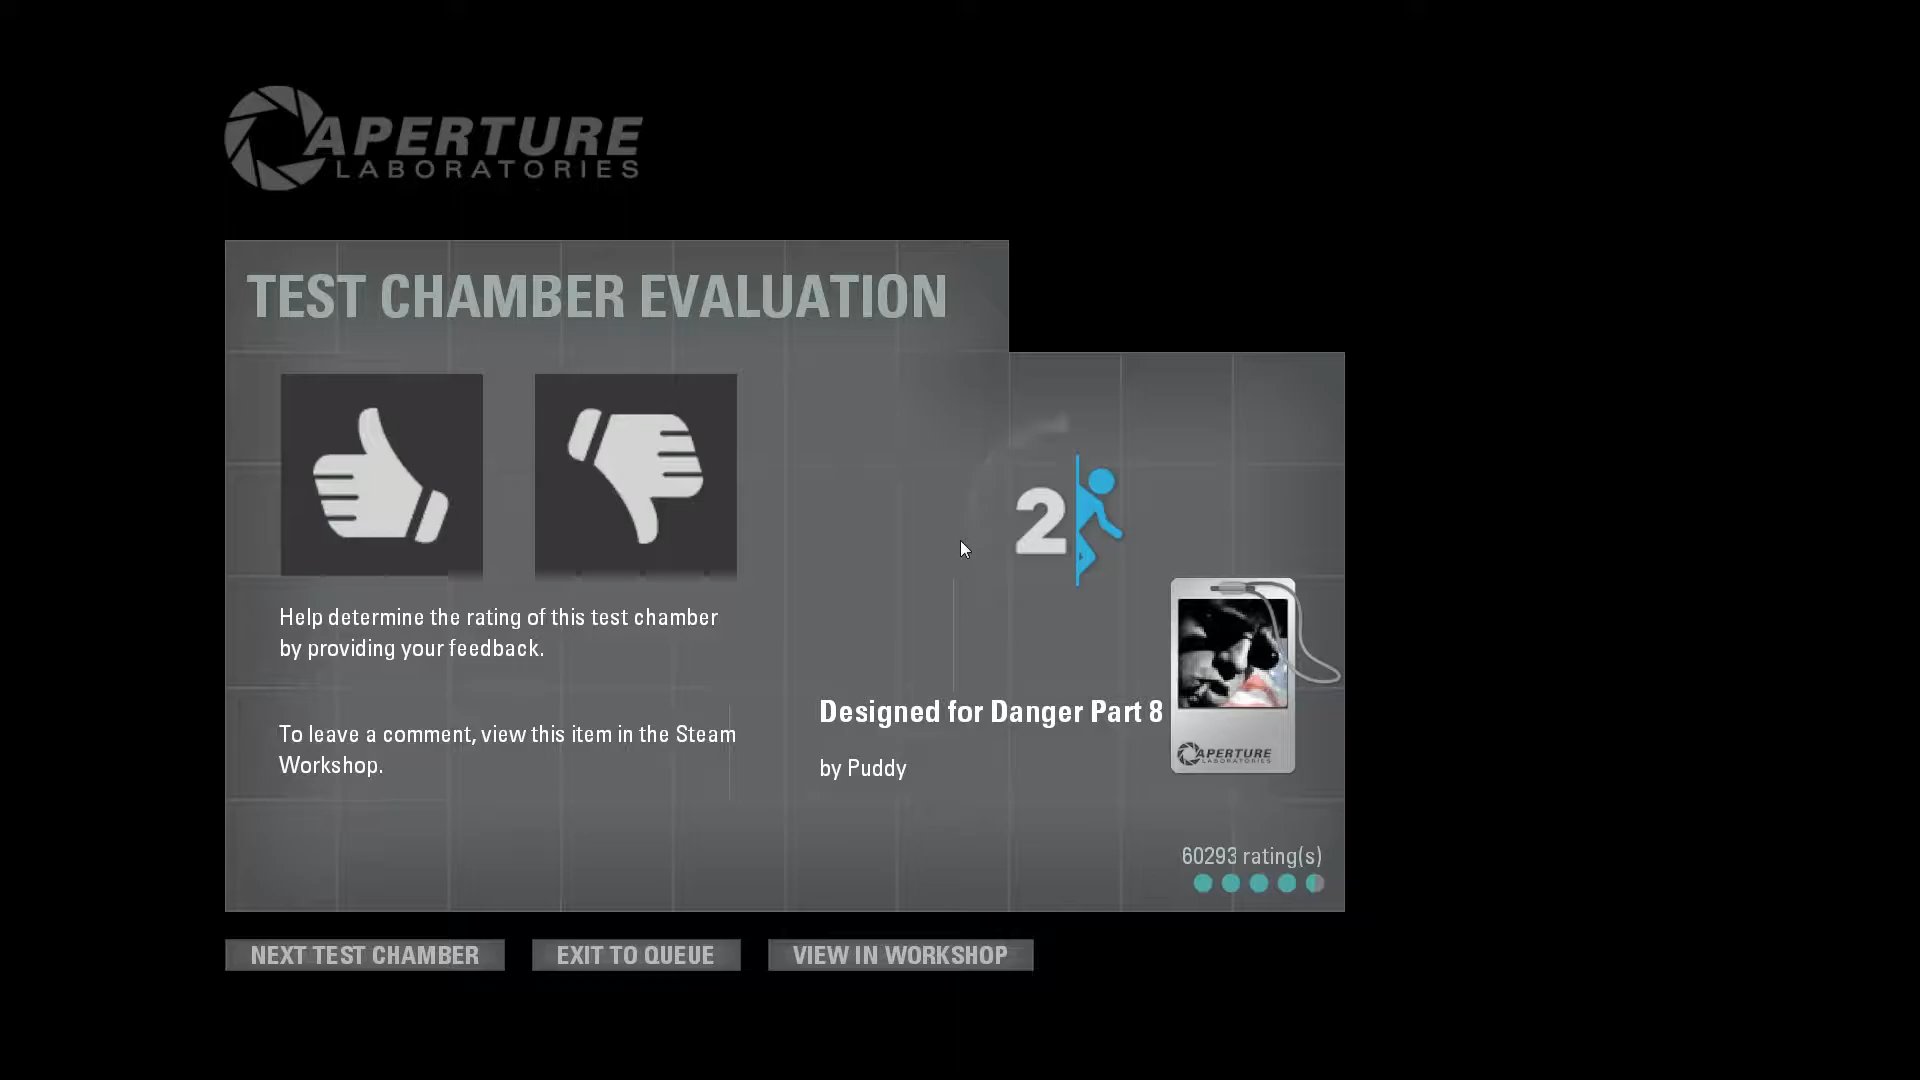 APERTURE
LABORATORIES
TEST CHAMBER EVALUATION
2
Help determine the rating of this test chamber
by providing your feedback.
To leave a comment, view this item in the Steam
Workshop.
Designed for Danger Part 8
by Puddy
APERTURE
LABORATORIES
60293 rating(s)
NEXT TEST CHAMBER
EXIT TO QUEUE
VIEW IN WORKSHOP